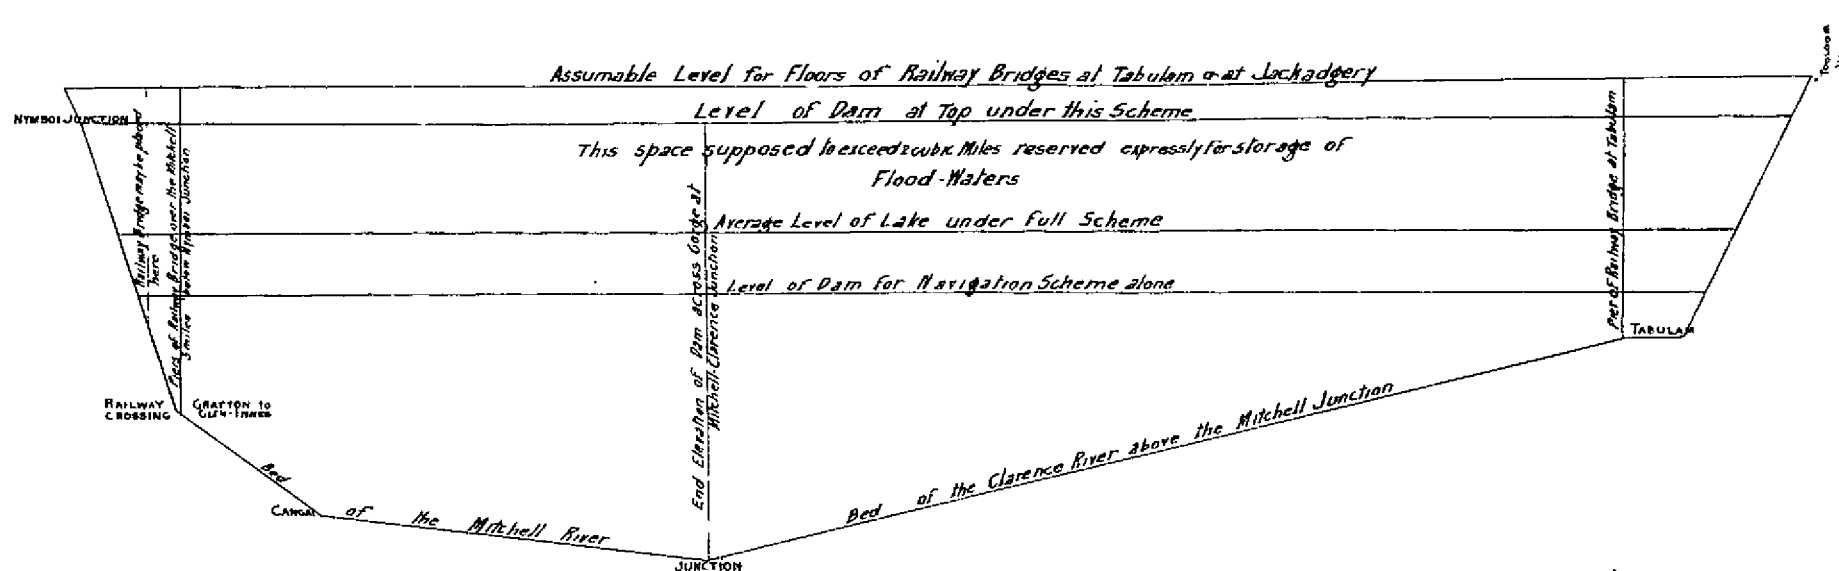 TOOLOOM
Assumable Level for Floors of Railway Bridges at Tabulam or at Jackadgery
Level of Dam at Top under this Scheme
NYMBOI JUNCTION
This space supposed to exceed 2 cubic Miles reserved expressly for storage of
Flood-Waters
Average Level of Lake under Full Scheme
Level of Dam for Navigation Scheme alone
Railway Bridge may be placed
here
Piers of Railway Bridge over the Mitchell
5 miles below Nymboi Junction
End Elevation of Dam across Gorge at
Mitchell-Clarence Junction
Pier of Railway Bridge at Tabulam
TABULAM
RAILWAY
CROSSING
GRAFTON to
GLEN-INNES
Bed of the Clarence River above the Mitchell Junction
CANGAI
Bed of the Mitchell River
JUNCTION